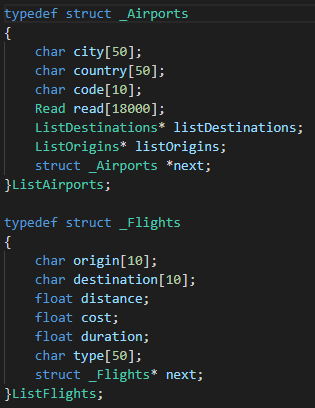 typedef struct _Airports
{
    char city[50];
    char country[50];
    char code[10];
    Read read[18000];
    ListDestinations* listDestinations;
    ListOrigins* listOrigins;
    struct _Airports *next;
}ListAirports;

typedef struct _Flights
{
    char origin[10];
    char destination[10];
    float distance;
    float cost;
    float duration;
    char type[50];
    struct _Flights* next;
}ListFlights;